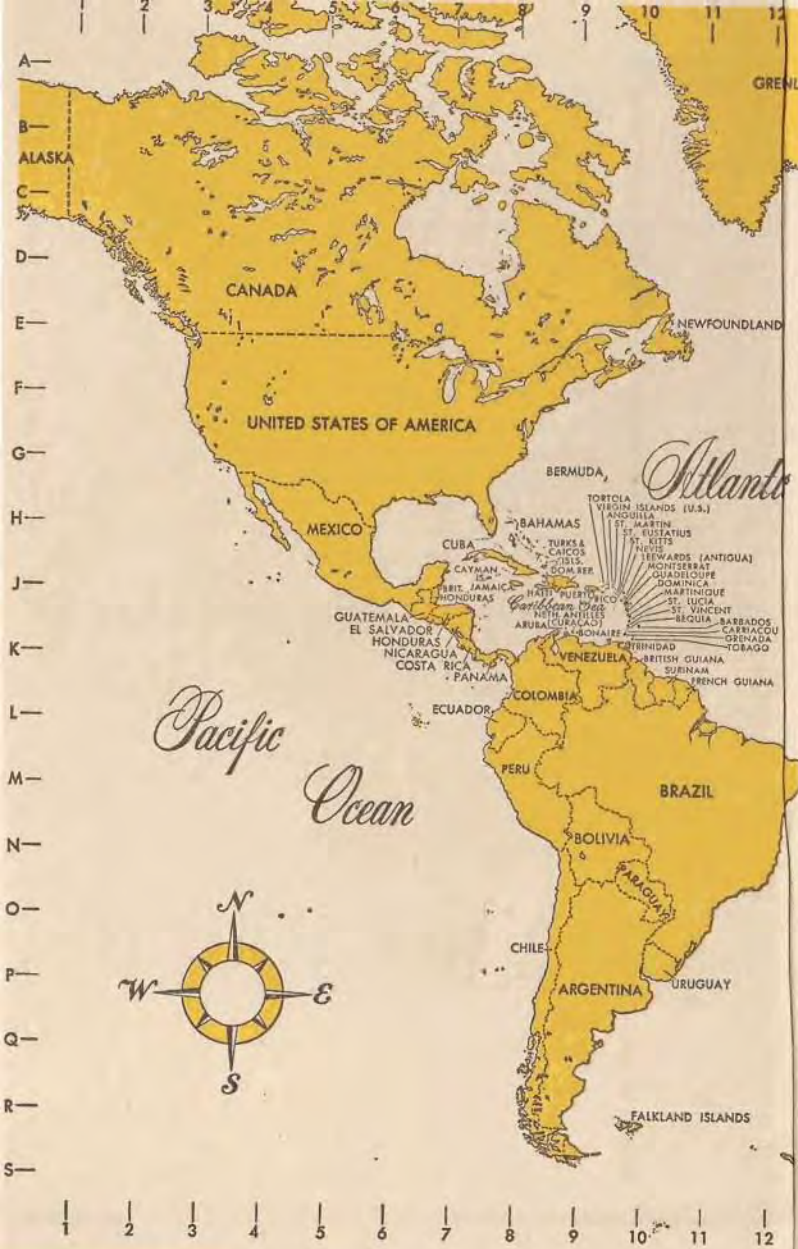 1 2 3 4 5 6 7 8 9 10 11 12
A
GRENL
B
ALASKA
C
D
CANADA
E
NEWFOUNDLAND
F
UNITED STATES OF AMERICA
G
BERMUDA
Atlanti
H
MEXICO
BAHAMAS
TORTOLA
VIRGIN ISLANDS (U.S.)
ANGUILLA
ST. MARTIN
ST. EUSTATIUS
ST. KITTS
NEVIS
LEEWARDS (ANTIGUA)
MONTSERRAT
GUADELOUPE
DOMINICA
MARTINIQUE
ST. LUCIA
ST. VINCENT
BEQUIA
BARBADOS
CARRIACOU
GRENADA
TOBAGO
TRINIDAD
CUBA
TURKS &
CAICOS
ISLS.
DOM.REP.
CAYMAN
IS.
J
BRIT.
HONDURAS
JAMAICA
HAITI
PUERTO
RICO
Caribbean Sea
NETH. ANTILLES
(CURACAO)
ARUBA
BONAIRE
GUATEMALA
EL SALVADOR
HONDURAS
NICARAGUA
COSTA RICA
PANAMA
K
VENEZUELA
BRITISH GUIANA
SURINAM
FRENCH GUIANA
COLOMBIA
L
ECUADOR
Pacific
Ocean
M
PERU
BRAZIL
N
BOLIVIA
PARAGUAY
O
N
CHILE
P
W
E
ARGENTINA
URUGUAY
Q
S
R
FALKLAND ISLANDS
S
1 2 3 4 5 6 7 8 9 10 11 12